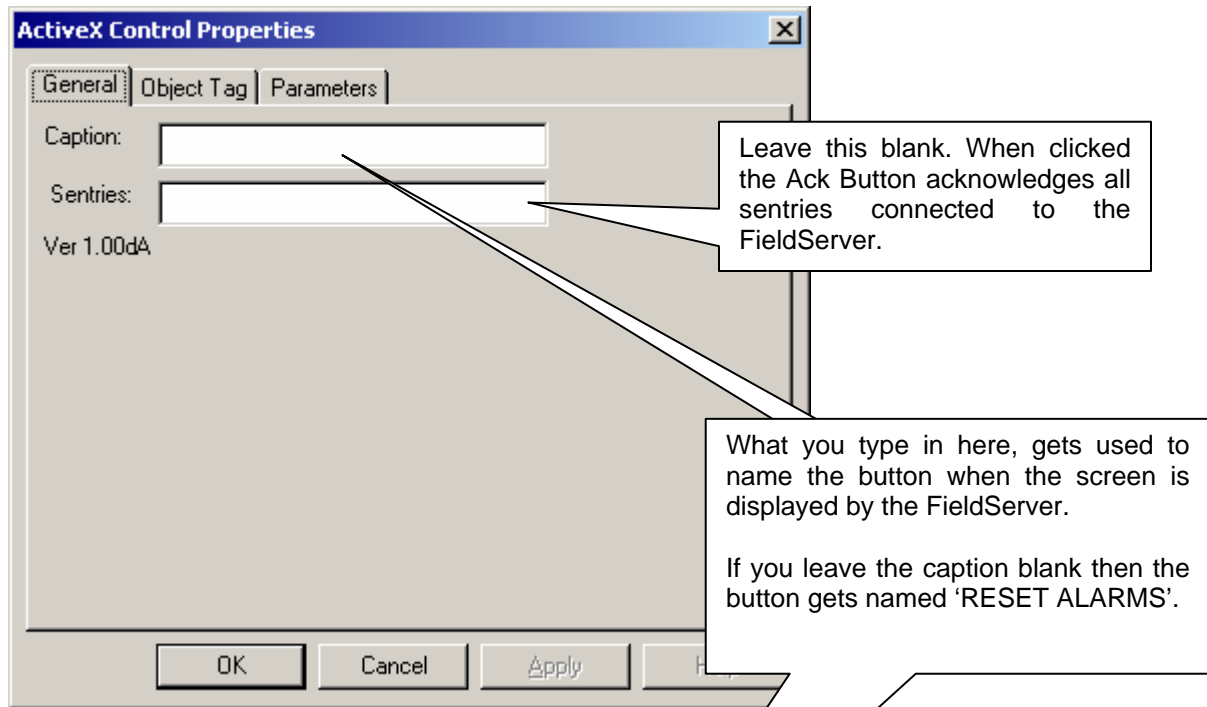 ActiveX Control Properties
General Object Tag Parameters
Caption:
Sentries:
Ver 1.00dA
Leave this blank. When clicked
the Ack Button acknowledges all
sentries connected to the
FieldServer.
What you type in here, gets used to
name the button when the screen is
displayed by the FieldServer.
If you leave the caption blank then the
button gets named ‘RESET ALARMS’.
OK Cancel Apply